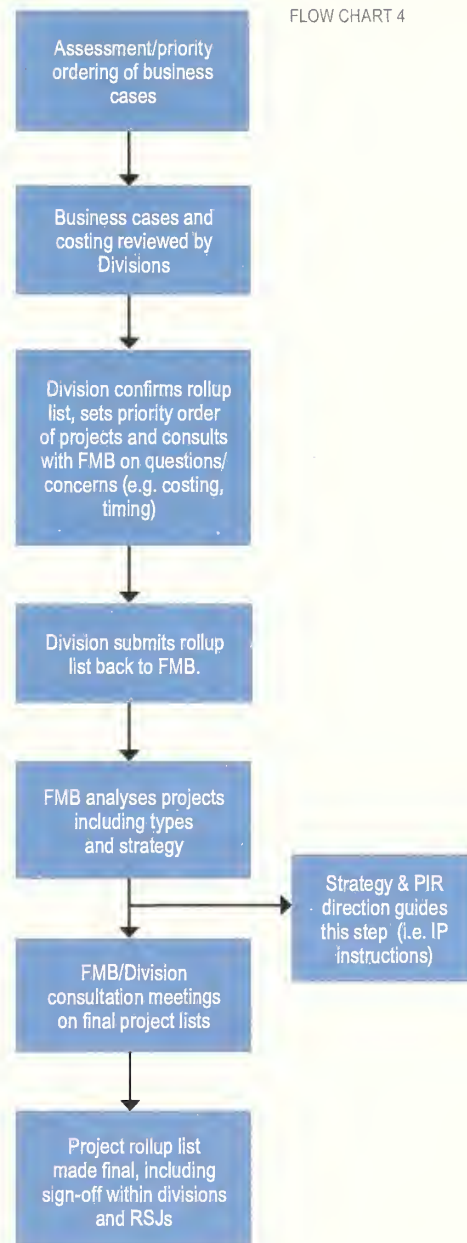 FLOW CHART 4
Assessment/priority
ordering of business
cases
Business cases and
costing reviewed by
Divisions
Division confirms rollup
list, sets priority order
of projects and consults
with FMB on questions/
concerns (e.g. costing,
timing)
Division submits rollup
list back to FMB.
FMB analyses projects
including types
and strategy
Strategy & PIR
direction guides
this step (i.e. IP
instructions)
FMB/Division
consultation meetings
on final project lists
Project rollup list
made final, including
sign-off within divisions
and RSJs